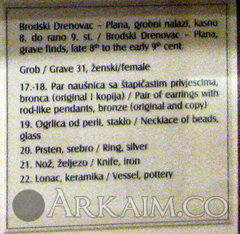 Brodski Drenovac – Plana, grobni nalazi, kasno
8. do rano 9. st. / Brodski Drenovac – Plana,
grave finds, late 8th to the early 9th cent.
Grob / Grave 31, ženski/female
17.-18. Par naušnica sa štapičastim privjescima,
bronca (original i kopija) / Pair of earrings with
rod-like pendants, bronze (original and copy)
19. Ogrlica od perli, staklo / Necklace of beads,
glass
20. Prsten, srebro / Ring, silver
21. Nož, željezo / Knife, iron
22. Lonac, keramika / Vessel, pottery
ARKAIM.CO